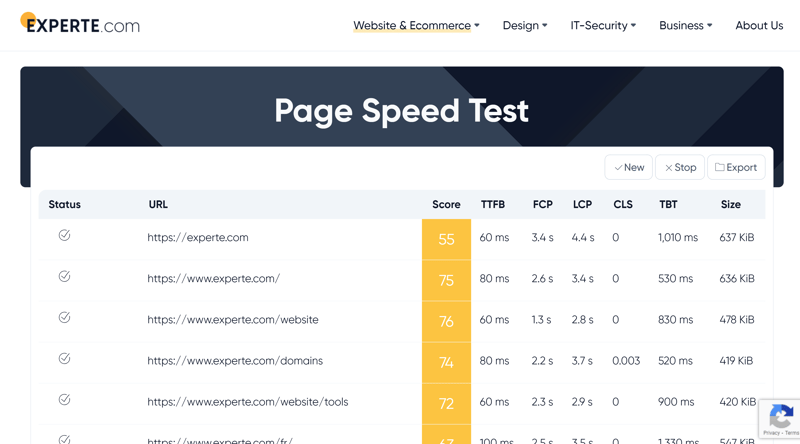 EXPERTE.com Website & Ecommerce Design IT-Security Business About Us
Page Speed Test
New Stop Export
Status URL Score TTFB FCP LCP CLS TBT Size
https://experte.com 55 60 ms 3.4 s 4.4 s 0 1,010 ms 637 KiB
https://www.experte.com/ 75 80 ms 2.6 s 3.4 s 0 530 ms 636 KiB
https://www.experte.com/website 76 60 ms 1.3 s 2.8 s 0 830 ms 478 KiB
https://www.experte.com/domains 74 80 ms 2.2 s 3.7 s 0.003 520 ms 419 KiB
https://www.experte.com/website/tools 72 60 ms 2.3 s 2.9 s 0 900 ms 420 KiB
https://www.experte.com/fr/ 100 ms 2.5 s 3.5 s 0 1,330 ms 547 KiB
Privacy - Terms